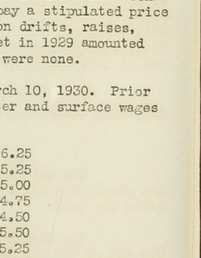 pay a stipulated price
on drifts, raises,
et in 1929 amounted
were none.
rch 10, 1930. Prior
er and surface wages
6.25
5.25
5.00
4.75
4.50
5.50
5.25